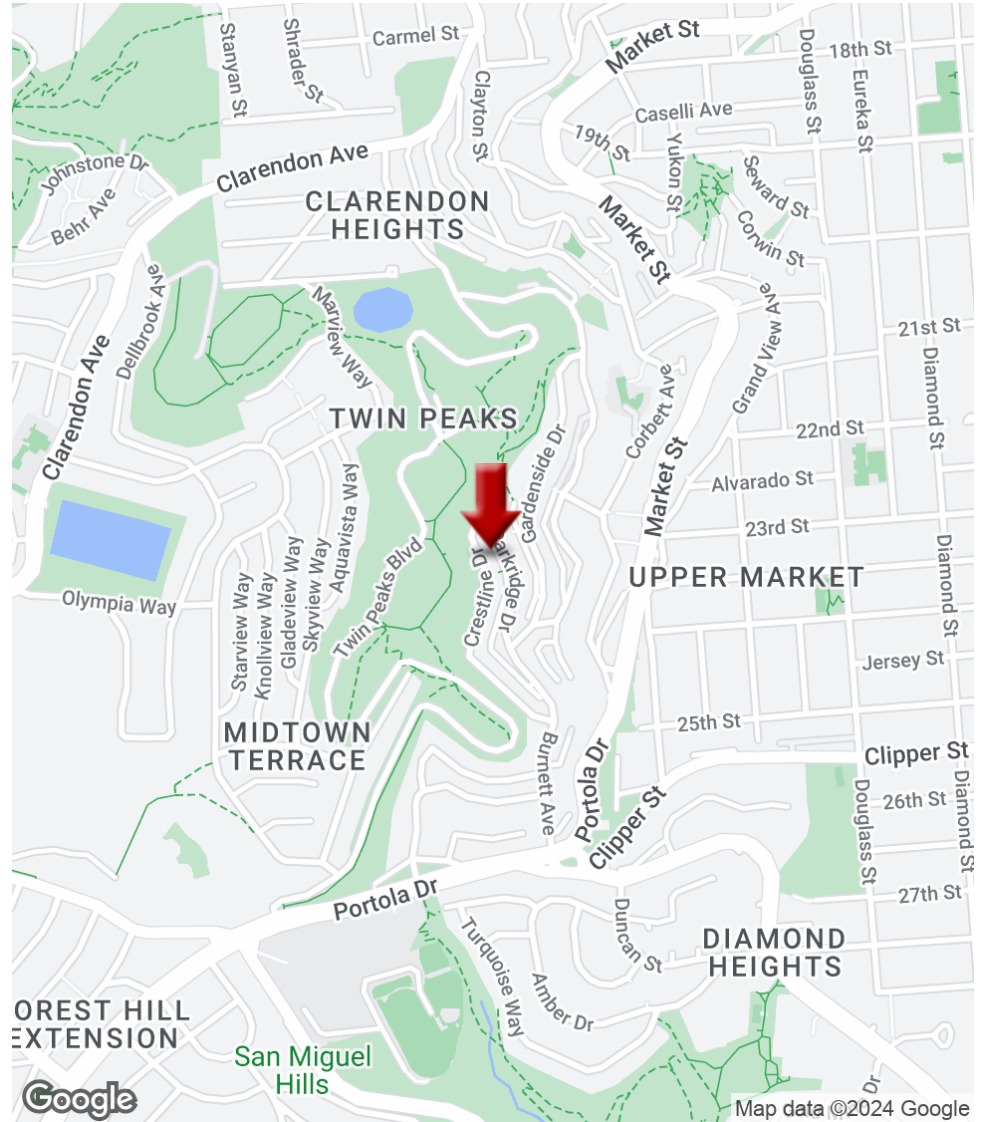 Stanyan St
Shrader St
Carmel St
Market St
Douglass St
18th St
Eureka St
Clayton St
Caselli Ave
19th St
Yukon St
Seward St
Corwin St
Johnstone Dr
Behr Ave
Clarendon Ave
CLARENDON
HEIGHTS
Market St
Dellbrook Ave
Marview Way
Grand View Ave
21st St
Diamond St
Clarendon Ave
TWIN PEAKS
Corbett Ave
22nd St
Gardenside Dr
Market St
Alvarado St
23rd St
Aquavista Way
Twin Peaks Blvd
Crestline Dr
arkridge Dr
UPPER MARKET
Diamond St
Olympia Way
Starview Way
Knollview Way
Gladeview Way
Skyview Way
Jersey St
25th St
MIDTOWN
TERRACE
Burnett Ave
Portola Dr
Clipper St
Clipper St
Douglass St
26th St
Diamond St
27th St
Portola Dr
Turquoise Way
Amber Dr
Duncan St
DIAMOND
HEIGHTS
OREST HILL
EXTENSION
San Miguel
Hills
Google
Dr
Map data ©2024 Google